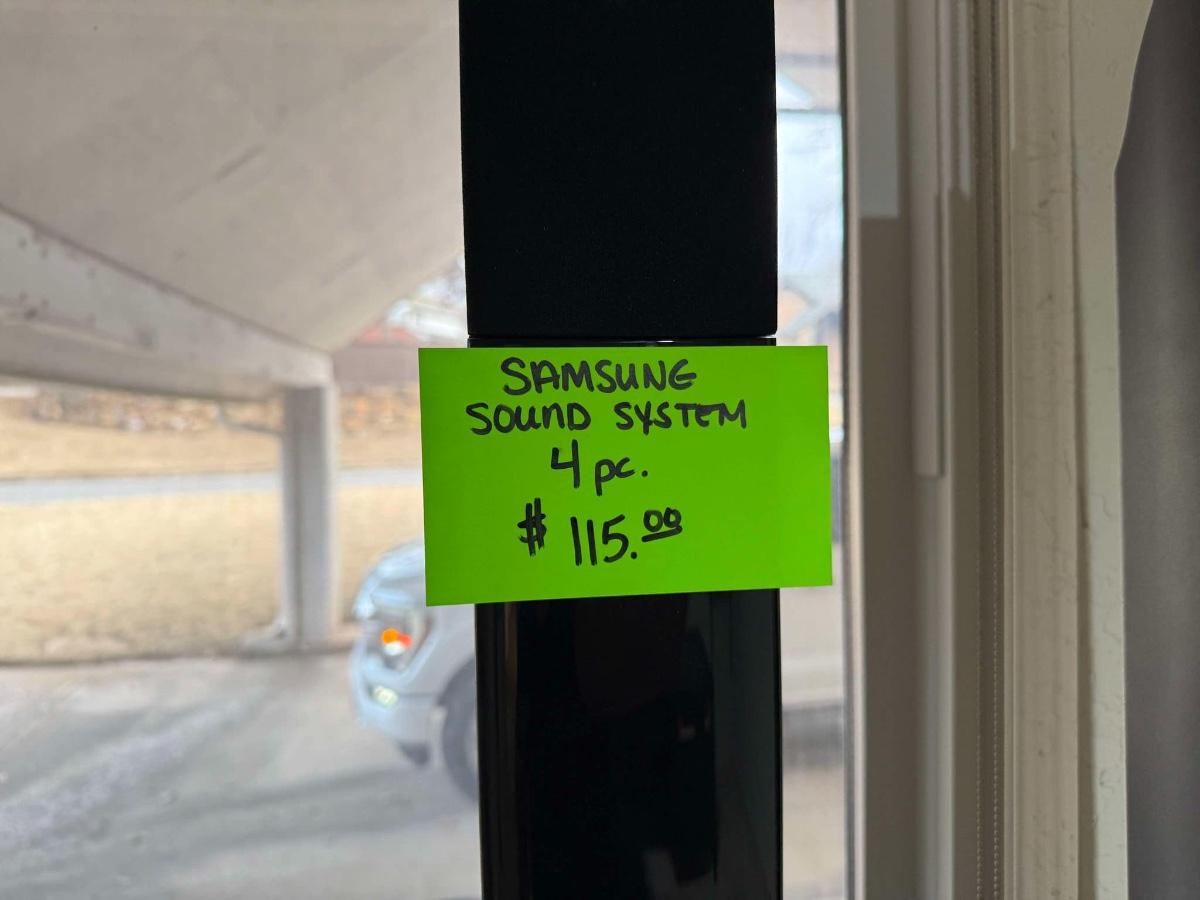 SAMSUNG
SOUND SYSTEM
4 pc.
$ 115.00